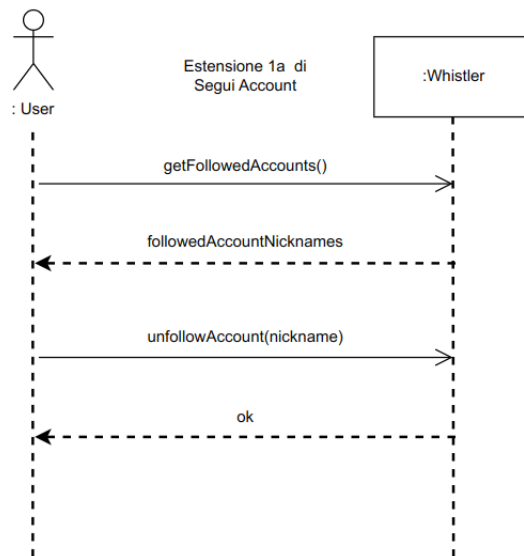 Estensione 1a di
Segui Account
:Whistler
: User
getFollowedAccounts()
followedAccountNicknames
unfollowAccount(nickname)
ok